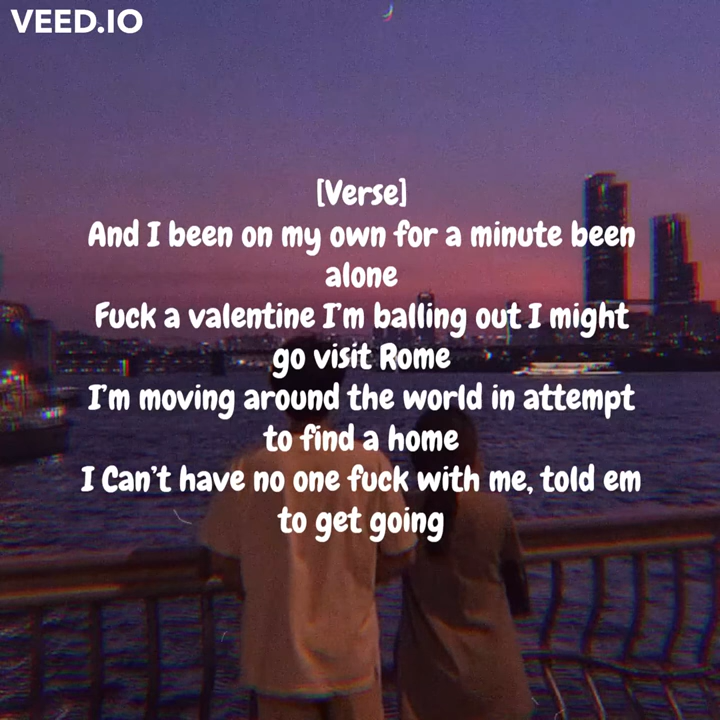 VEED.IO
[Verse]
And I been on my own for a minute been
alone
Fuck a valentine I'm balling out I might
go visit Rome
I'm moving around the world in attempt
to find a home
I Can't have no one fuck with me, told em
to get going